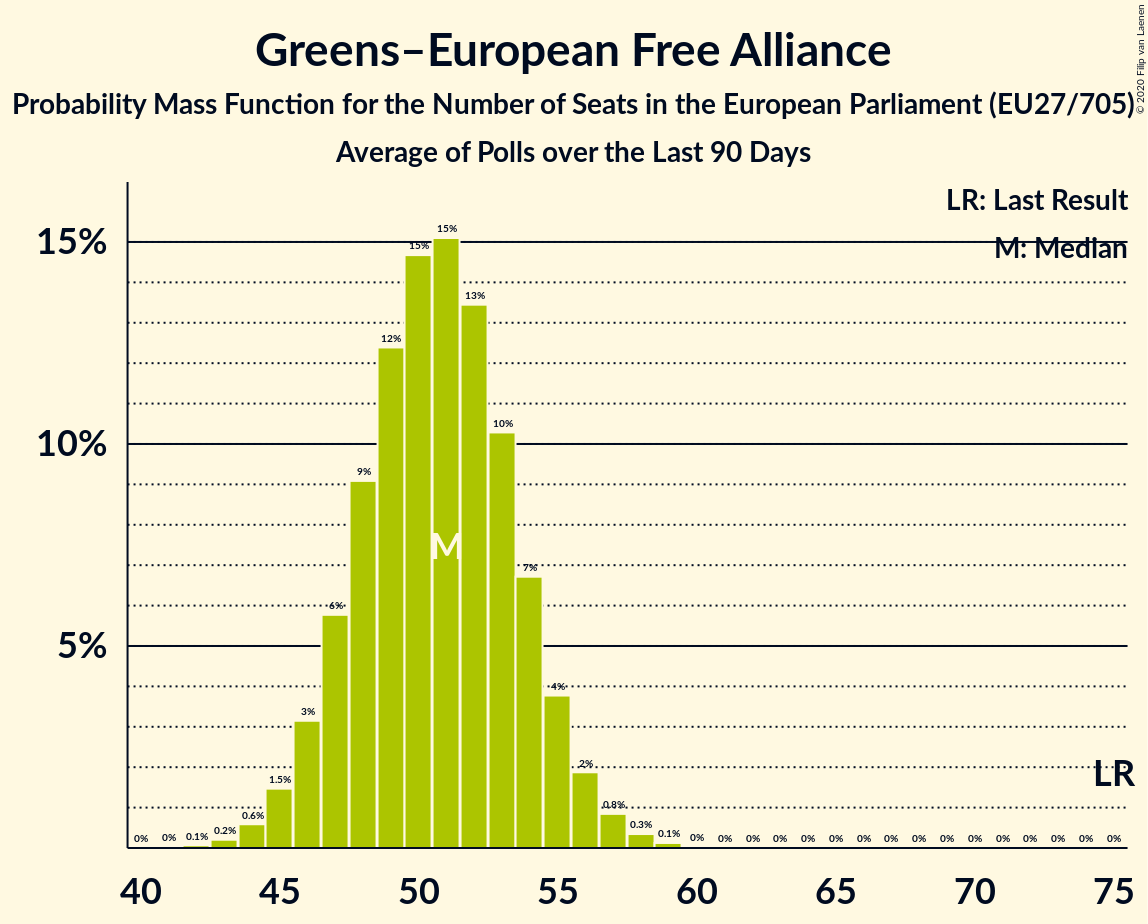 Greens–European Free Alliance
Probability Mass Function for the Number of Seats in the European Parliament (EU27/705)
Average of Polls over the Last 90 Days
© 2020 Filip van Laenen
LR: Last Result
M: Median
15%
10%
5%
0% 0% 0.1% 0.2% 0.6% 1.5% 3% 6% 9% 12% 15% 15% 13% 10% 7% 4% 2% 0.8% 0.3% 0.1% 0% 0% 0% 0% 0% 0% 0% 0% 0% 0% 0% 0% 0% 0% 0% 0%
M
LR
40 45 50 55 60 65 70 75